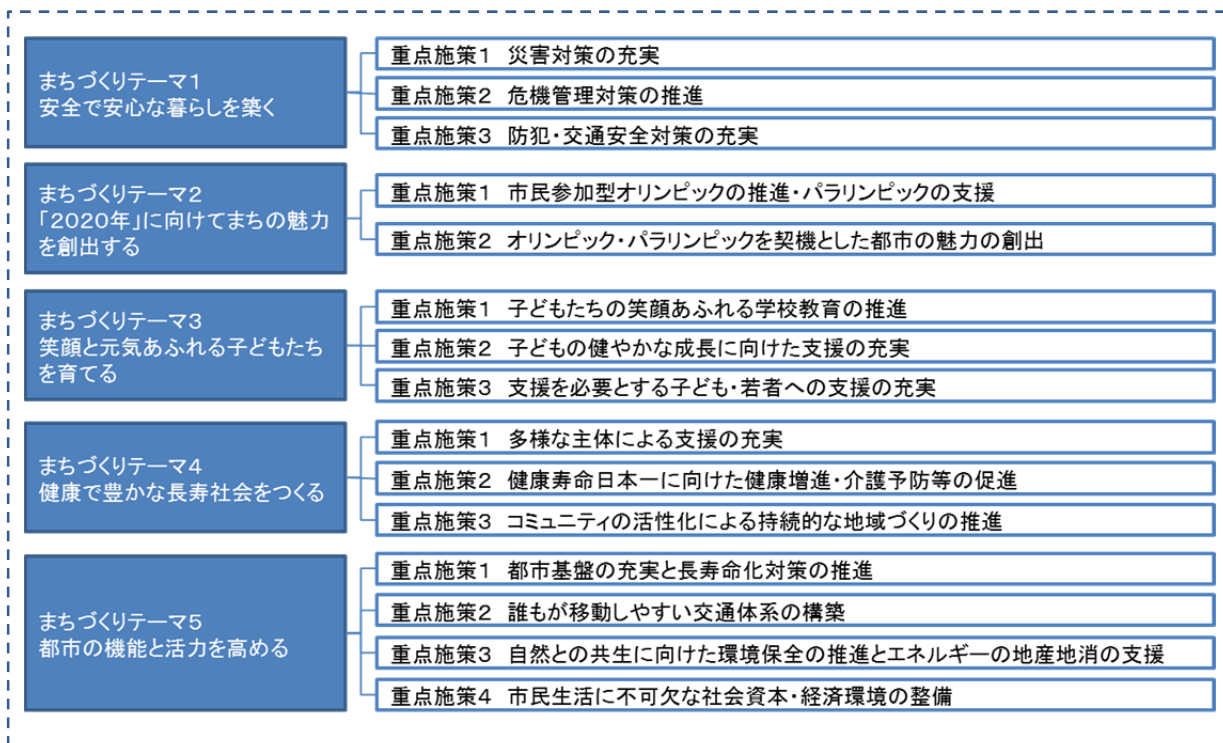 まちづくりテーマ1
安全で安心な暮らしを築く
重点施策1 災害対策の充実
重点施策2 危機管理対策の推進
重点施策3 防犯・交通安全対策の充実
まちづくりテーマ2
「2020年」に向けてまちの魅力
を創出する
重点施策1 市民参加型オリンピックの推進・パラリンピックの支援
重点施策2 オリンピック・パラリンピックを契機とした都市の魅力の創出
まちづくりテーマ3
笑顔と元気あふれる子どもたち
を育てる
重点施策1 子どもたちの笑顔あふれる学校教育の推進
重点施策2 子どもの健やかな成長に向けた支援の充実
重点施策3 支援を必要とする子ども・若者への支援の充実
まちづくりテーマ4
健康で豊かな長寿社会をつくる
重点施策1 多様な主体による支援の充実
重点施策2 健康寿命日本一に向けた健康増進・介護予防等の促進
重点施策3 コミュニティの活性化による持続的な地域づくりの推進
まちづくりテーマ5
都市の機能と活力を高める
重点施策1 都市基盤の充実と長寿命化対策の推進
重点施策2 誰もが移動しやすい交通体系の構築
重点施策3 自然との共生に向けた環境保全の推進とエネルギーの地産地消の支援
重点施策4 市民生活に不可欠な社会資本・経済環境の整備